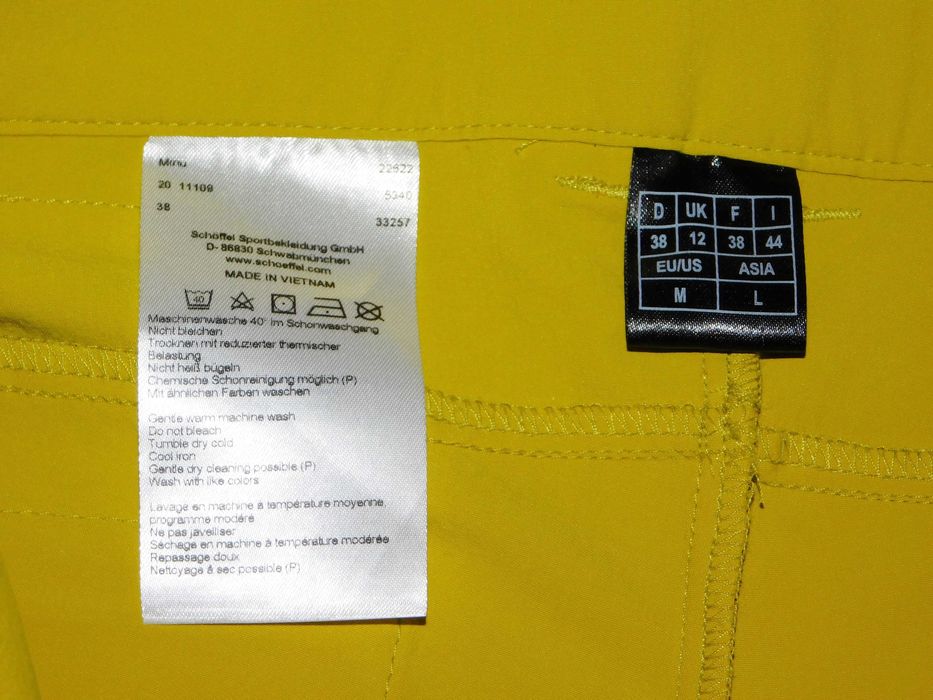 22622
20 11109
5340
38
33257
Schöffel Sportbekleidung GmbH
D- 86830 Schwabmünchen
www.schoeffel.com
MADE IN VIETNAM
40
Maschinenwäsche 40° im Schonwaschgang
Nicht bleichen
Trocknen mit reduzierter thermischer
Belastung
Nicht heiß bügeln
Chemische Schonreinigung möglich (P)
Mit ähnlichen Farben waschen
Gentle warm machine wash
Do not bleach
Tumble dry cold
Cool iron
Gentle dry cleaning possible (P)
Wash with like colors
Lavage en machine à température moyenne,
programme modéré
Ne pas javelliser
Séchage en machine à température modérée
Repassage doux
Nettoyage à sec possible (P)
D UK F I
38 12 38 44
EU/US ASIA
M L